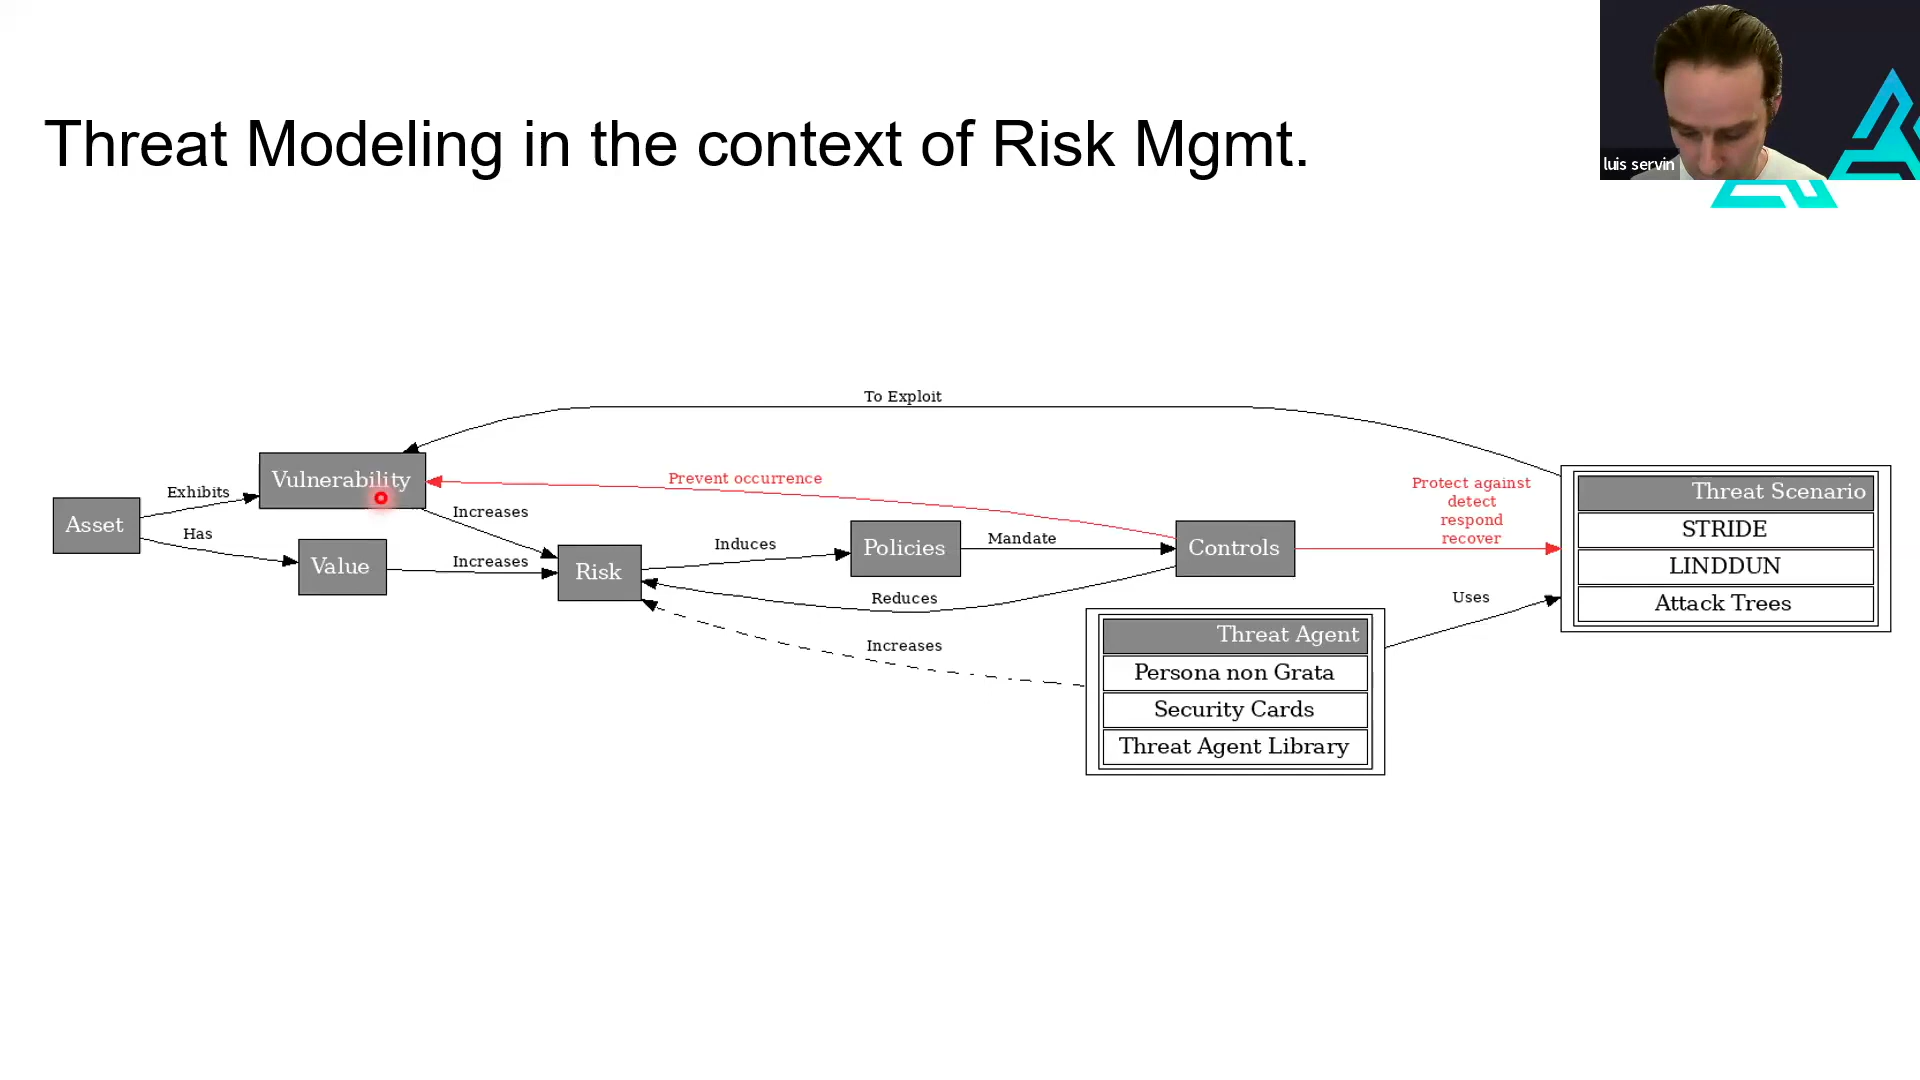 Threat Modeling in the context of Risk Mgmt.
luis servin
To Exploit
Vulnerability
Prevent occurrence
Protect against
detect
respond
recover
Threat Scenario
STRIDE
LINDDUN
Attack Trees
Exhibits
Asset
Has
Increases
Value
Increases
Risk
Induces
Policies
Mandate
Controls
Reduces
Uses
Increases
Threat Agent
Persona non Grata
Security Cards
Threat Agent Library